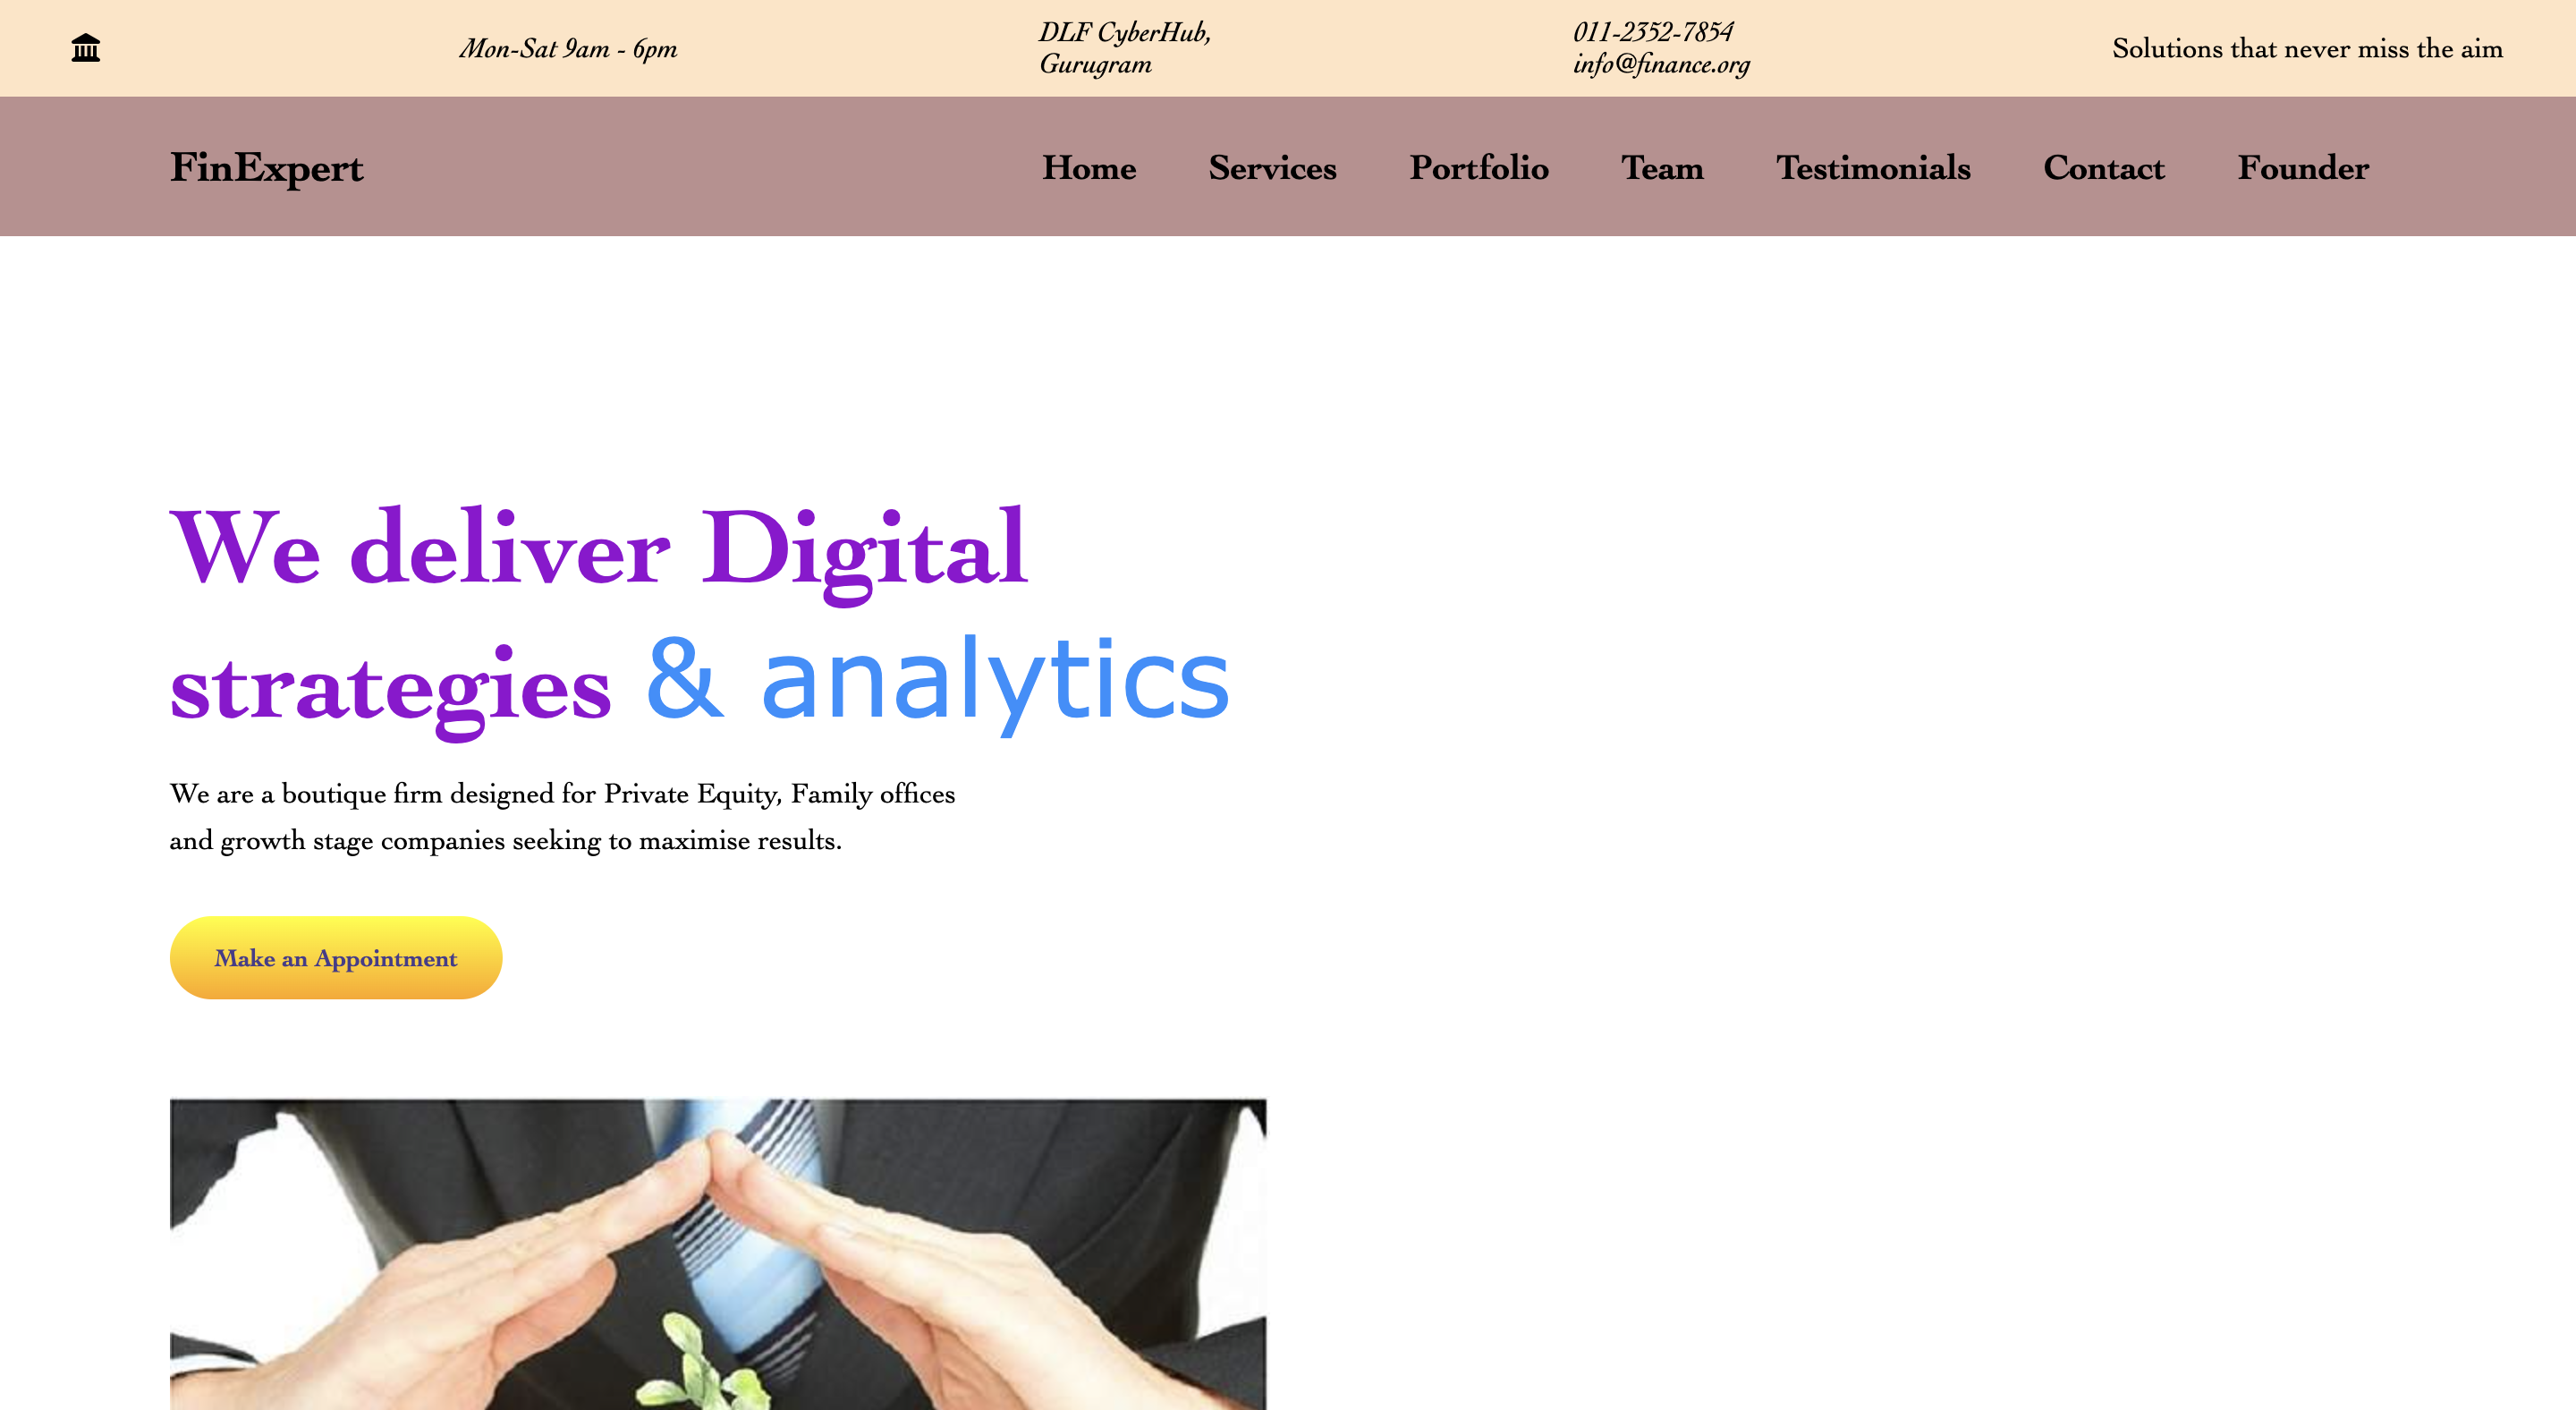 Mon-Sat 9am - 6pm
DLF CyberHub,
Gurugram
011-2352-7854
info@finance.org
Solutions that never miss the aim
FinExpert
Home Services Portfolio Team Testimonials Contact Founder
We deliver Digital
strategies & analytics
We are a boutique firm designed for Private Equity, Family offices
and growth stage companies seeking to maximise results.
Make an Appointment